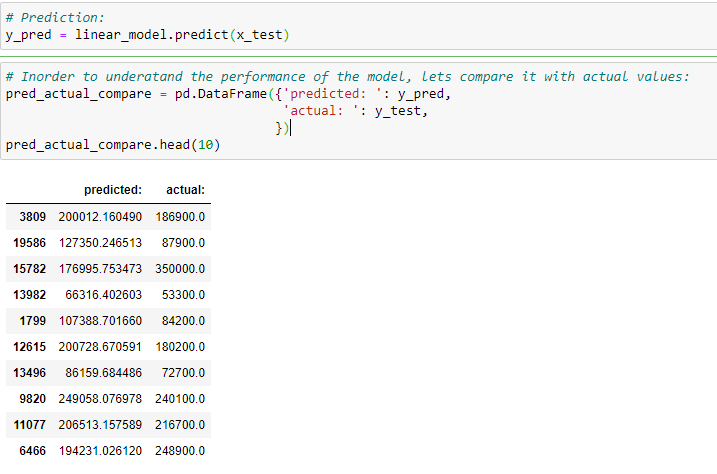 # Prediction:
y_pred = linear_model.predict(x_test)
# Inorder to underatand the performance of the model, lets compare it with actual values:
pred_actual_compare = pd.DataFrame({'predicted: ': y_pred,
'actual: ': y_test,
})
pred_actual_compare.head(10)
predicted: actual:
3809 200012.160490 186900.0
19586 127350.246513 87900.0
15782 176995.753473 350000.0
13982 66316.402603 53300.0
1799 107388.701660 84200.0
12615 200728.670591 180200.0
13496 86159.684486 72700.0
9820 249058.076978 240100.0
11077 206513.157589 216700.0
6466 194231.026120 248900.0